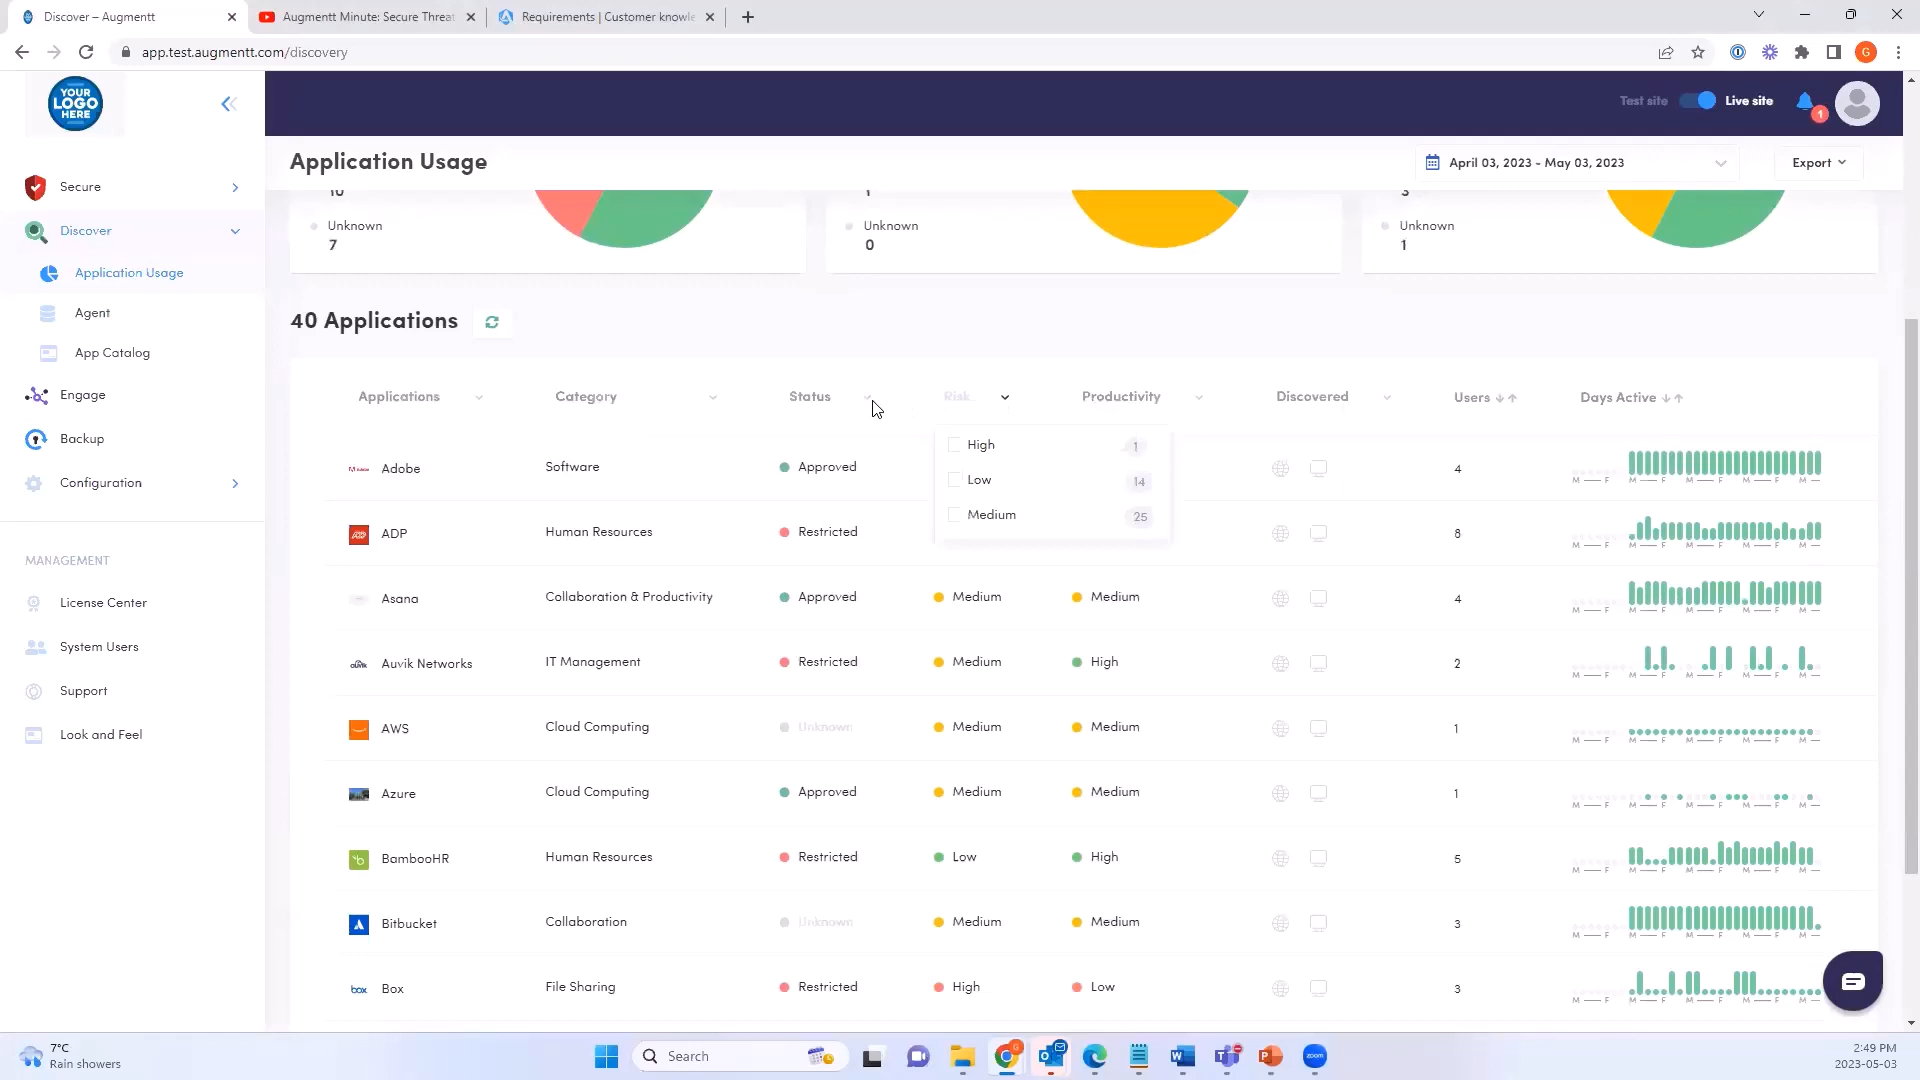 Discover – Augmentt
Augmentt Minute: Secure Threat
Requirements | Customer knowle
app.test.augmentt.com/discovery
G
YOUR LOGO HERE
Test site
Live site
1
Application Usage
April 03, 2023 - May 03, 2023
Export
Secure
Discover
Application Usage
Agent
App Catalog
Engage
Backup
Configuration
MANAGEMENT
License Center
System Users
Support
Look and Feel
10
Unknown
7
1
Unknown
0
3
Unknown
1
40 Applications
Applications Category Status Risk Productivity Discovered Users Days Active
High 1
Low 14
Medium 25
Adobe Software Approved 4 M F M F M F M F M
ADP Human Resources Restricted 8 M F M F M F M F M
Asana Collaboration & Productivity Approved Medium Medium 4 M F M F M F M F M
Auvik Networks IT Management Restricted Medium High 2 M F M F M F M F M
AWS Cloud Computing Unknown Medium Medium 1 M F M F M F M F M
Azure Cloud Computing Approved Medium Medium 1 M F M F M F M F M
BambooHR Human Resources Restricted Low High 5 M F M F M F M F M
Bitbucket Collaboration Unknown Medium Medium 3 M F M F M F M F M
box Box File Sharing Restricted High Low 3 M F M F M F M F M
7°C
Rain showers
Search
zoom
2:49 PM
2023-05-03